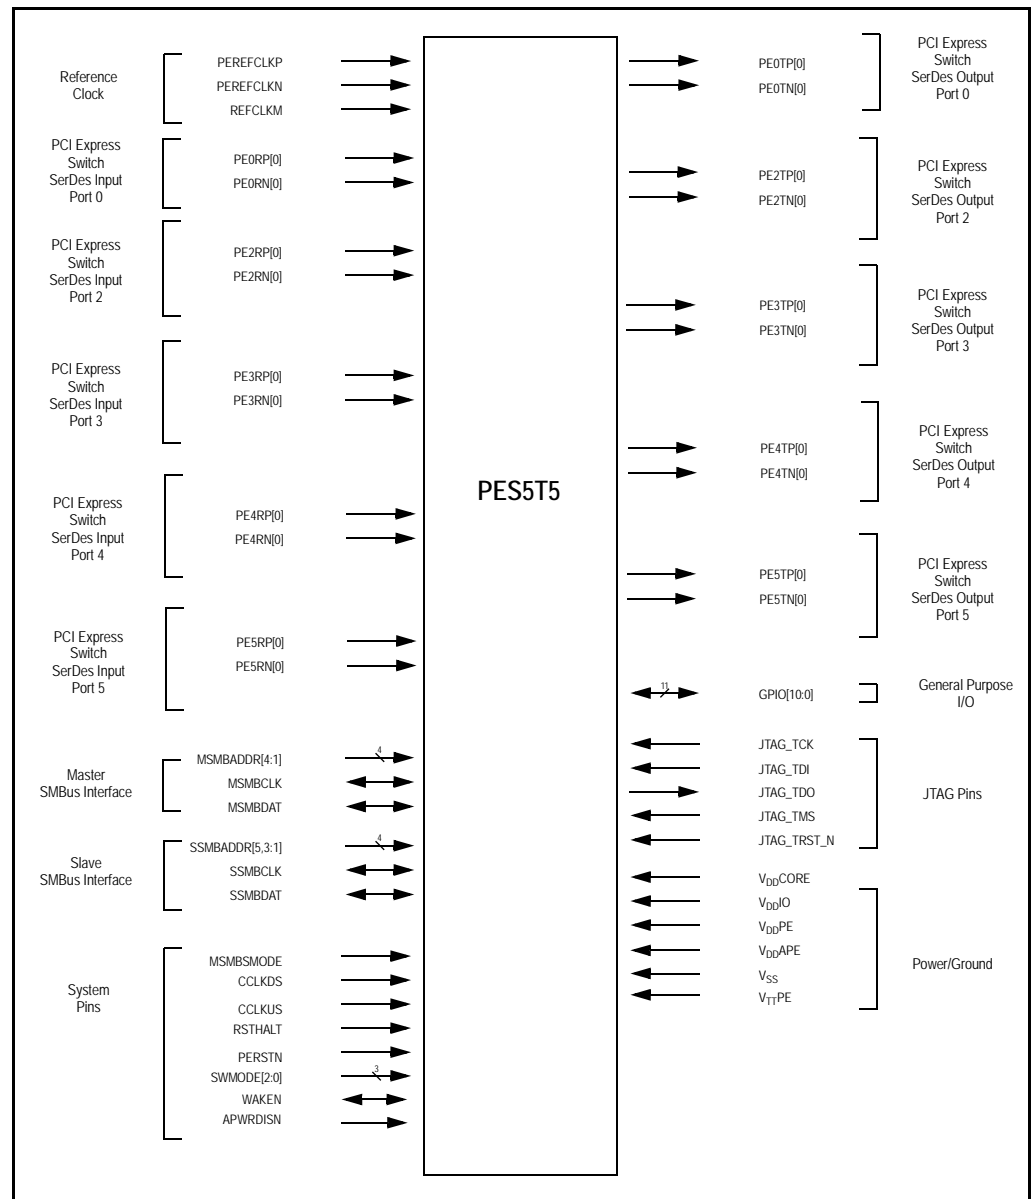 Reference
Clock
PEREFCLKP
PEREFCLKN
REFCLKM
PCI Express
Switch
SerDes Input
Port 0
PE0RP[0]
PE0RN[0]
PCI Express
Switch
SerDes Input
Port 2
PE2RP[0]
PE2RN[0]
PCI Express
Switch
SerDes Input
Port 3
PE3RP[0]
PE3RN[0]
PCI Express
Switch
SerDes Input
Port 4
PE4RP[0]
PE4RN[0]
PCI Express
Switch
SerDes Input
Port 5
PE5RP[0]
PE5RN[0]
Master
SMBus Interface
MSMBADDR[4:1]
4
MSMBCLK
MSMBDAT
Slave
SMBus Interface
SSMBADDR[5,3:1]
4
SSMBCLK
SSMBDAT
System
Pins
MSMBSMODE
CCLKDS
CCLKUS
RSTHALT
PERSTN
SWMODE[2:0]
3
WAKEN
APWRDISN
PES5T5
PE0TP[0]
PE0TN[0]
PCI Express
Switch
SerDes Output
Port 0
PE2TP[0]
PE2TN[0]
PCI Express
Switch
SerDes Output
Port 2
PE3TP[0]
PE3TN[0]
PCI Express
Switch
SerDes Output
Port 3
PE4TP[0]
PE4TN[0]
PCI Express
Switch
SerDes Output
Port 4
PE5TP[0]
PE5TN[0]
PCI Express
Switch
SerDes Output
Port 5
11
GPIO[10:0]
General Purpose
I/O
JTAG_TCK
JTAG_TDI
JTAG_TDO
JTAG_TMS
JTAG_TRST_N
JTAG Pins
VDDCORE
VDDIO
VDDPE
VDDAPE
VSS
VTTPE
Power/Ground